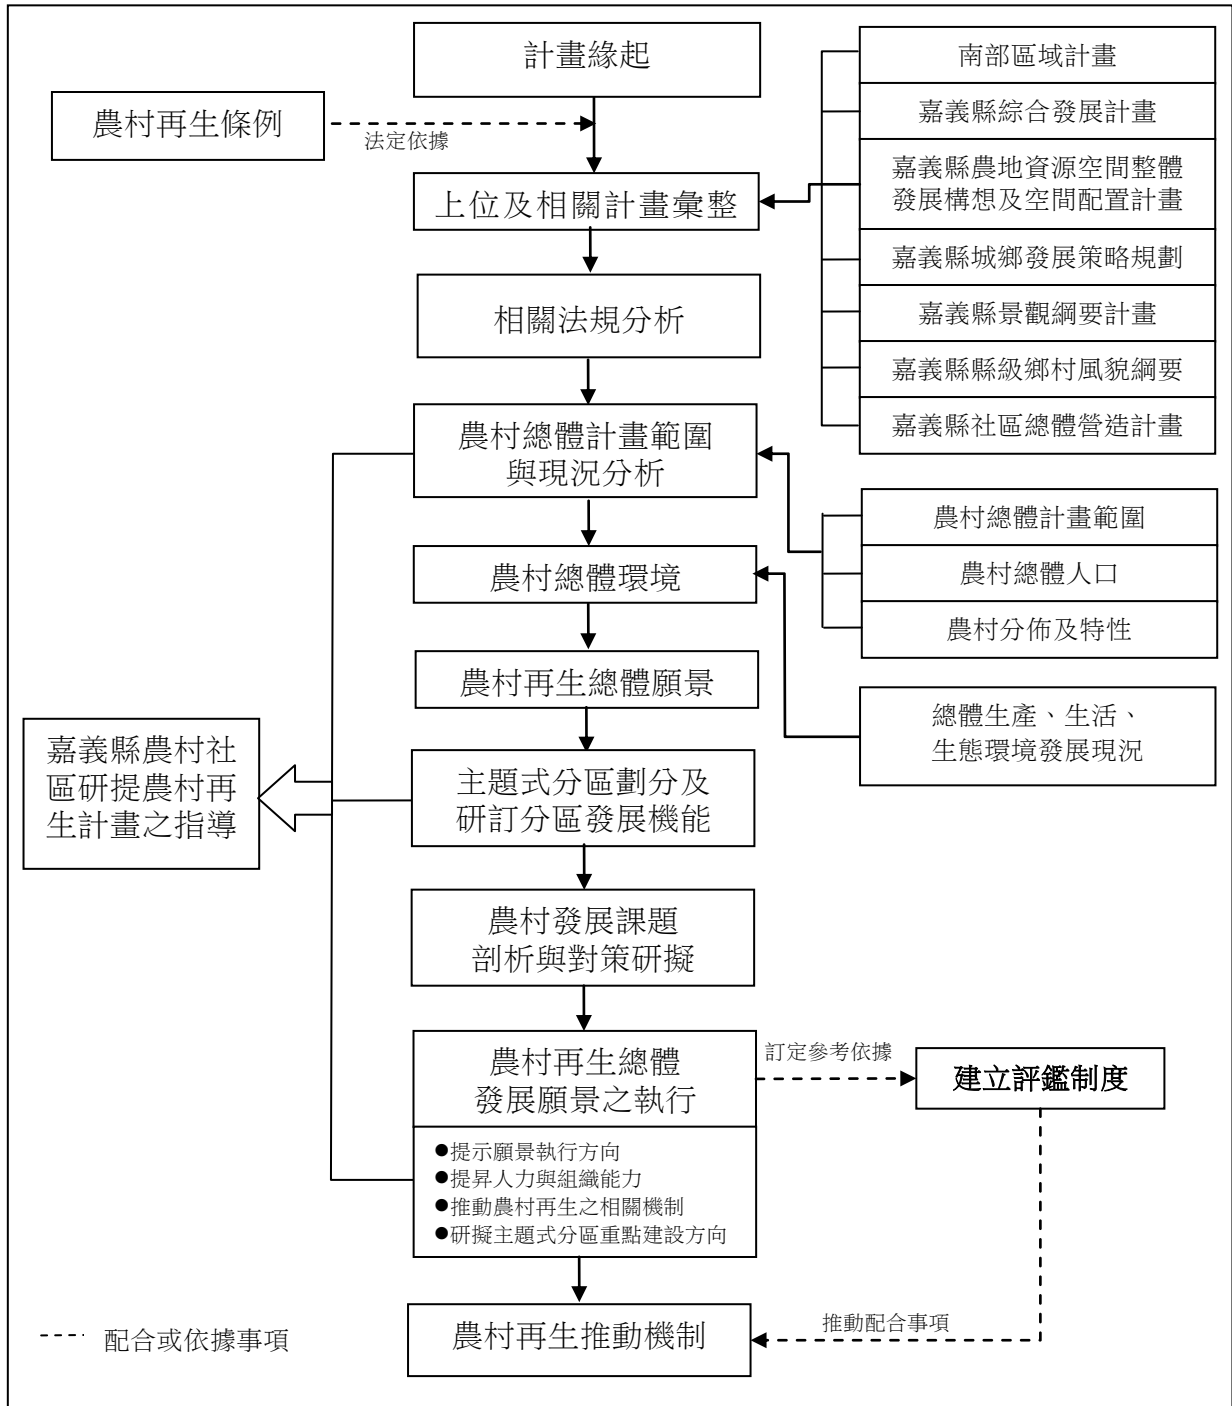 計畫緣起
農村再生條例
法定依據
上位及相關計畫彙整
南部區域計畫
嘉義縣綜合發展計畫
嘉義縣農地資源空間整體
發展構想及空間配置計畫
嘉義縣城鄉發展策略規劃
嘉義縣景觀綱要計畫
嘉義縣縣級鄉村風貌綱要
嘉義縣社區總體營造計畫
相關法規分析
農村總體計畫範圍
與現況分析
農村總體計畫範圍
農村總體人口
農村分佈及特性
農村總體環境
總體生產、生活、
生態環境發展現況
農村再生總體願景
主題式分區劃分及
研訂分區發展機能
嘉義縣農村社
區研提農村再
生計畫之指導
農村發展課題
剖析與對策研擬
農村再生總體
發展願景之執行
●提示願景執行方向
●提昇人力與組織能力
●推動農村再生之相關機制
●研擬主題式分區重點建設方向
訂定參考依據
建立評鑑制度
推動配合事項
農村再生推動機制
配合或依據事項